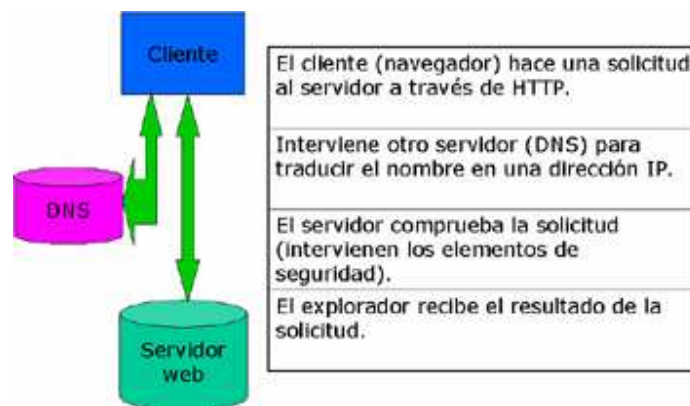 Cliente
DNS
Servidor
web
El cliente (navegador) hace una solicitud
al servidor a través de HTTP.
Interviene otro servidor (DNS) para
traducir el nombre en una dirección IP.
El servidor comprueba la solicitud
(intervienen los elementos de
seguridad).
El explorador recibe el resultado de la
solicitud.